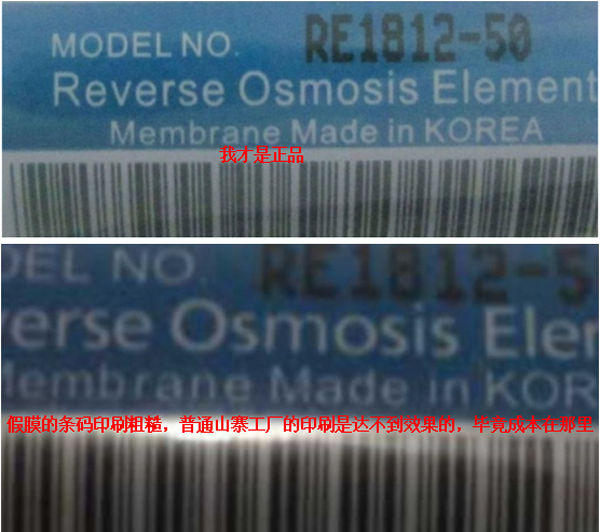 MODEL NO. RE1812-50
Reverse Osmosis Element
Membrane Made in KOREA
我才是正品
DEL NO. RE1812-5
verse Osmosis Elem
Membrane Made in KOR
假膜的条码印刷粗糙，普通山寨工厂的印刷是达不到效果的，毕竟成本在那里